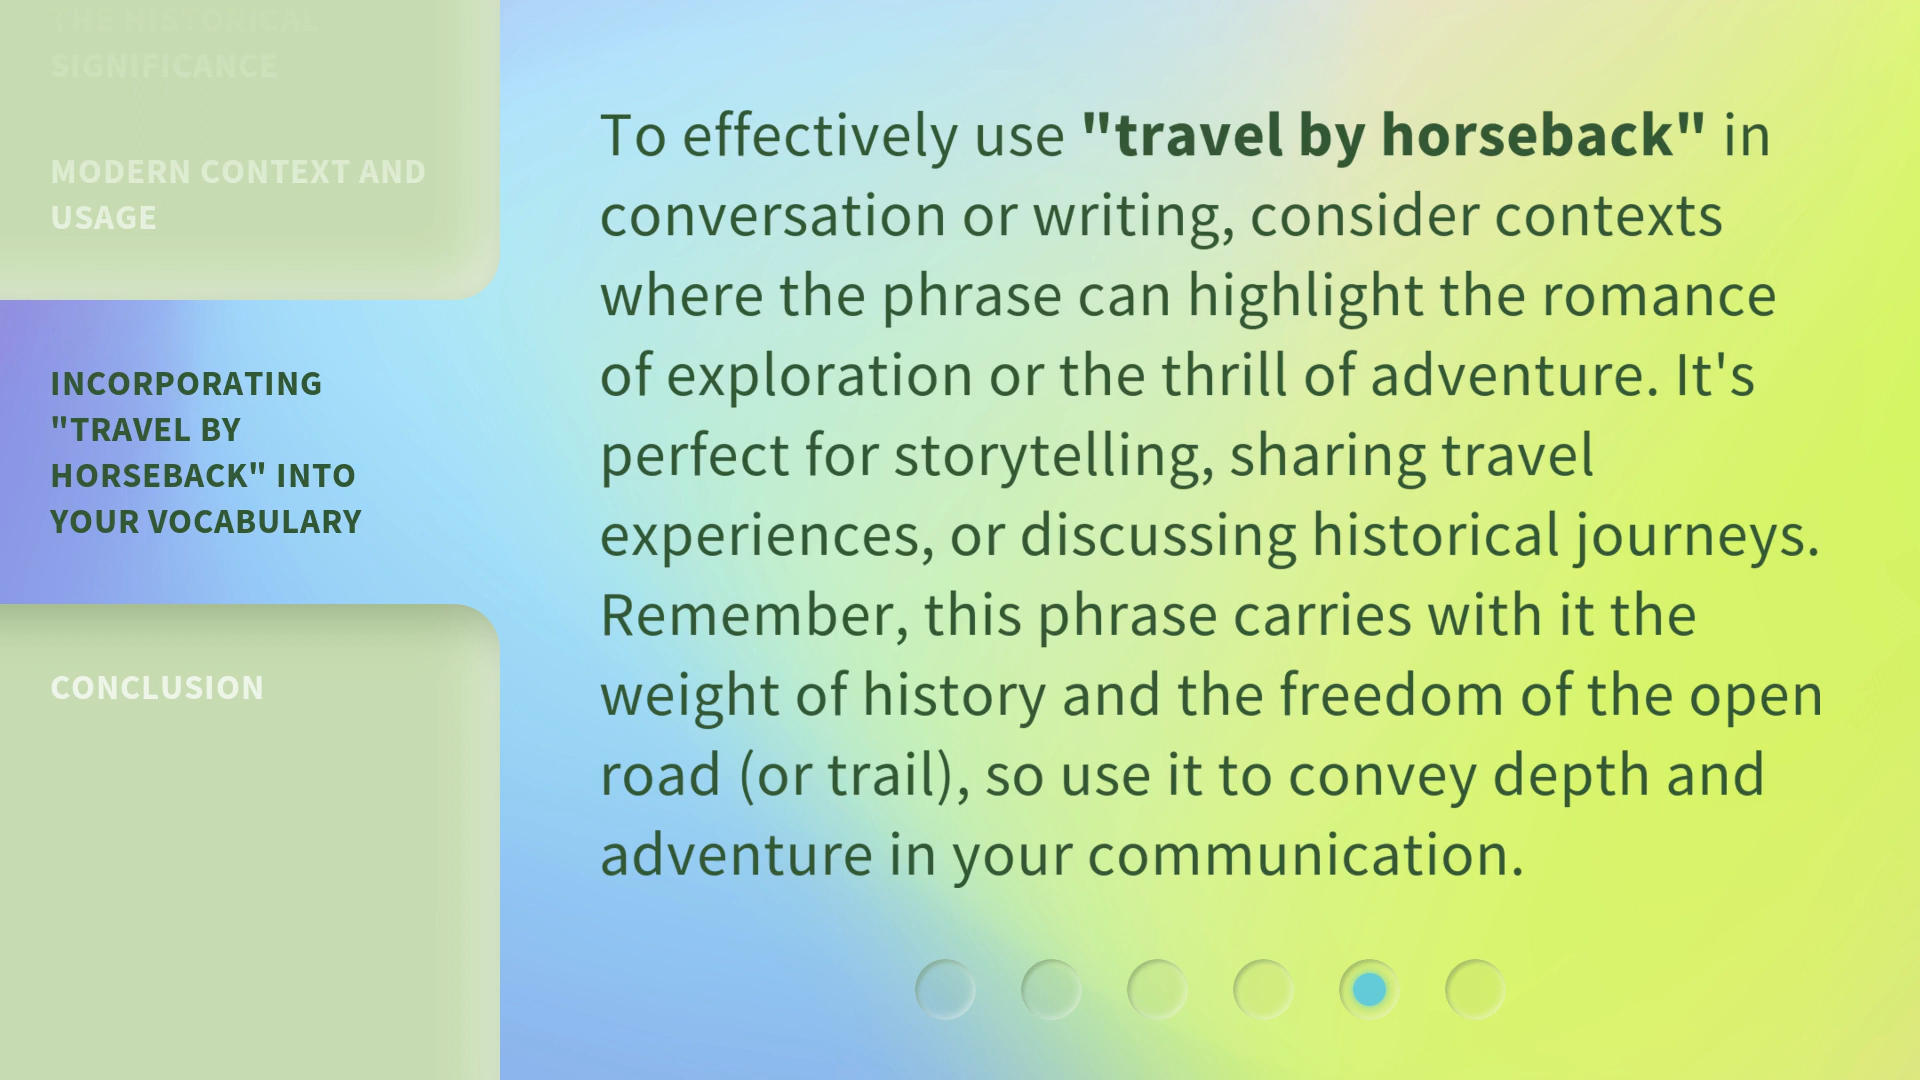 THE HISTORICAL
SIGNIFICANCE
MODERN CONTEXT AND
USAGE
INCORPORATING
"TRAVEL BY
HORSEBACK" INTO
YOUR VOCABULARY
CONCLUSION
To effectively use "travel by horseback" in
conversation or writing, consider contexts
where the phrase can highlight the romance
of exploration or the thrill of adventure. It's
perfect for storytelling, sharing travel
experiences, or discussing historical journeys.
Remember, this phrase carries with it the
weight of history and the freedom of the open
road (or trail), so use it to convey depth and
adventure in your communication.